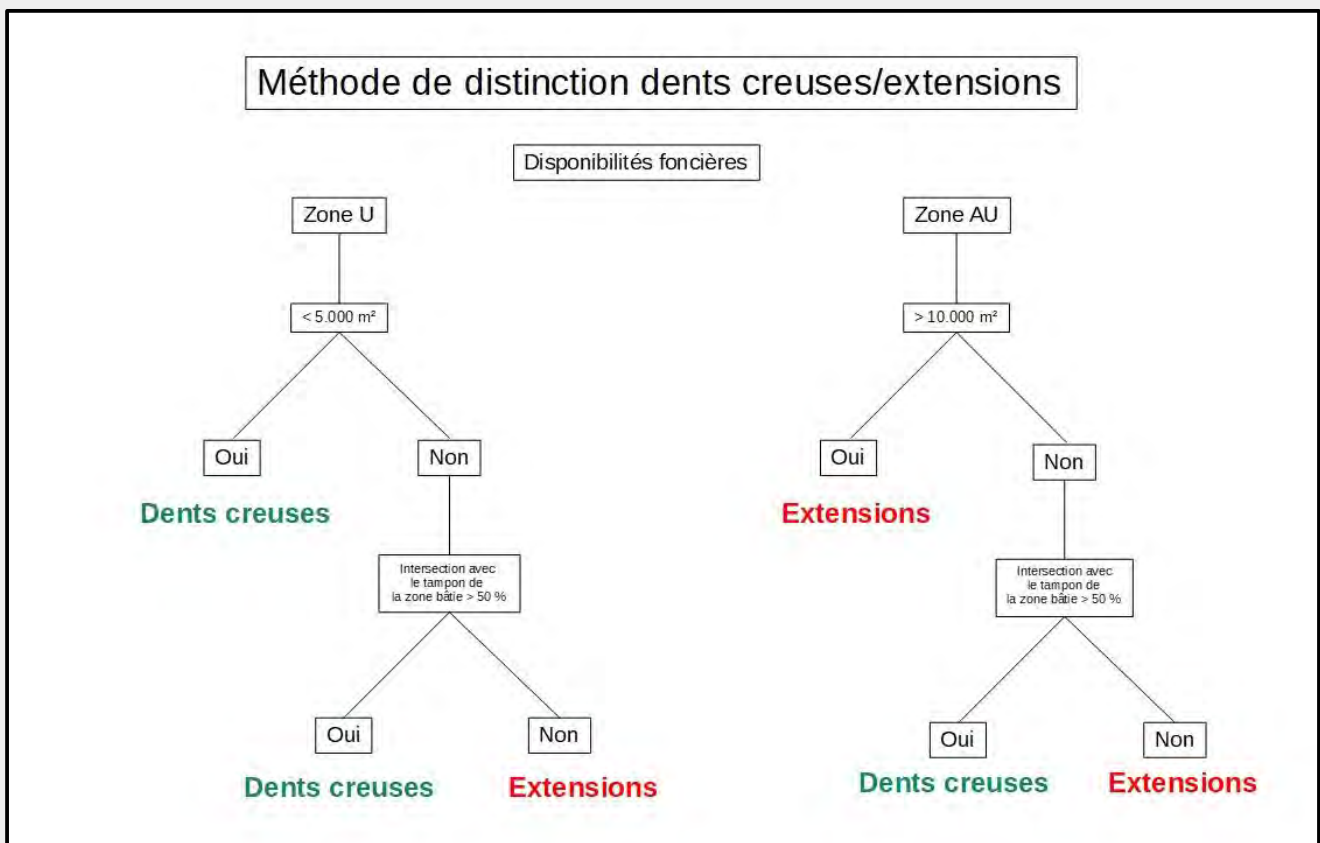 Méthode de distinction dents creuses/extensions
Disponibilités foncières
Zone U
Zone AU
< 5.000 m²
> 10.000 m²
Oui
Non
Oui
Non
Dents creuses
Extensions
Intersection avec
le tampon de
la zone bâtie > 50 %
Intersection avec
le tampon de
la zone bâtie > 50 %
Oui
Non
Oui
Non
Dents creuses
Extensions
Dents creuses
Extensions